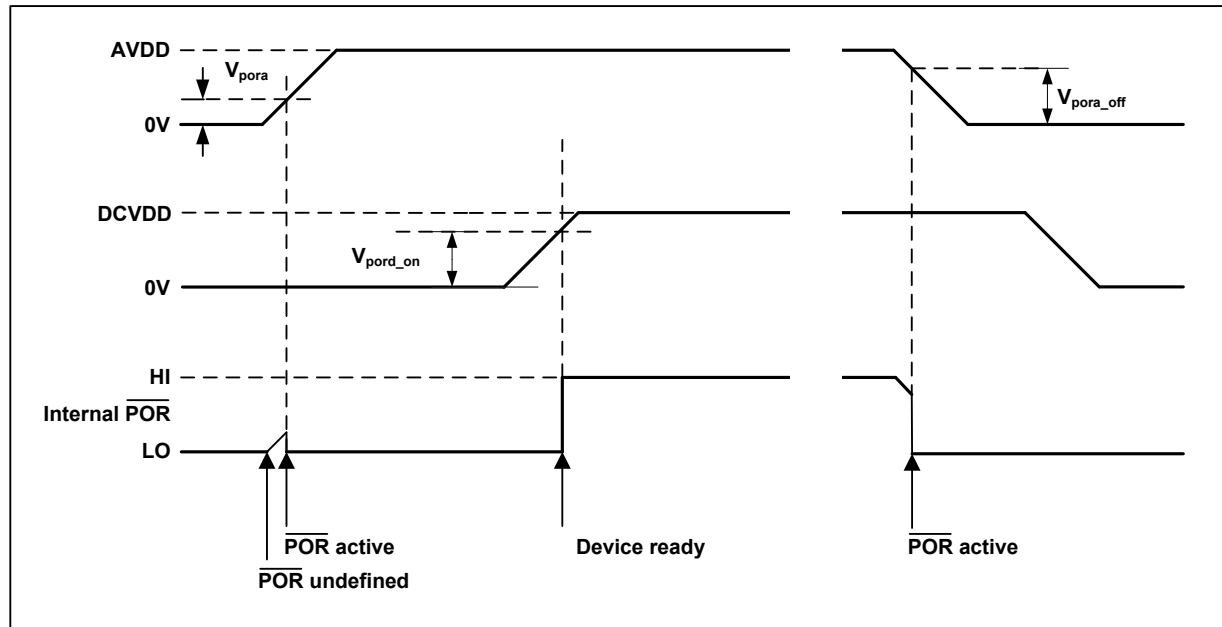 AVDD
Vpora
0V
Vpora_off
DCVDD
Vpord_on
0V
HI
Internal POR
LO
POR active
Device ready
POR active
POR undefined